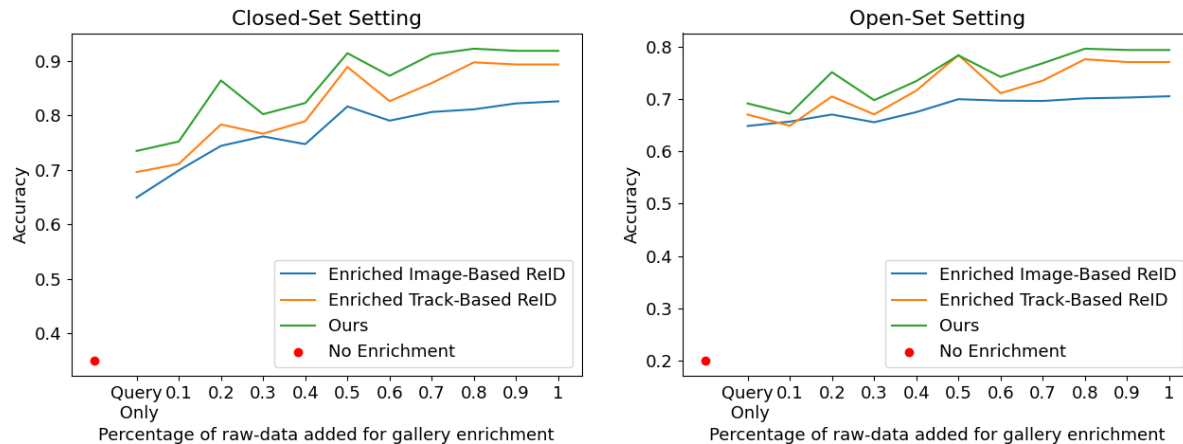 Closed-Set Setting
Accuracy
0.9
0.8
0.7
0.6
0.5
0.4
Enriched Image-Based ReID
Enriched Track-Based ReID
Ours
No Enrichment
Query Only 0.1 0.2 0.3 0.4 0.5 0.6 0.7 0.8 0.9 1
Percentage of raw-data added for gallery enrichment
Open-Set Setting
Accuracy
0.8
0.7
0.6
0.5
0.4
0.3
0.2
Enriched Image-Based ReID
Enriched Track-Based ReID
Ours
No Enrichment
Query Only 0.1 0.2 0.3 0.4 0.5 0.6 0.7 0.8 0.9 1
Percentage of raw-data added for gallery enrichment